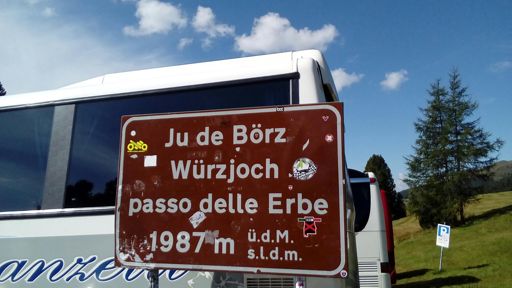 Ju de Börz
Würzjoch
passo delle Erbe
1987 m ü.d.M.
s.l.d.m.
P